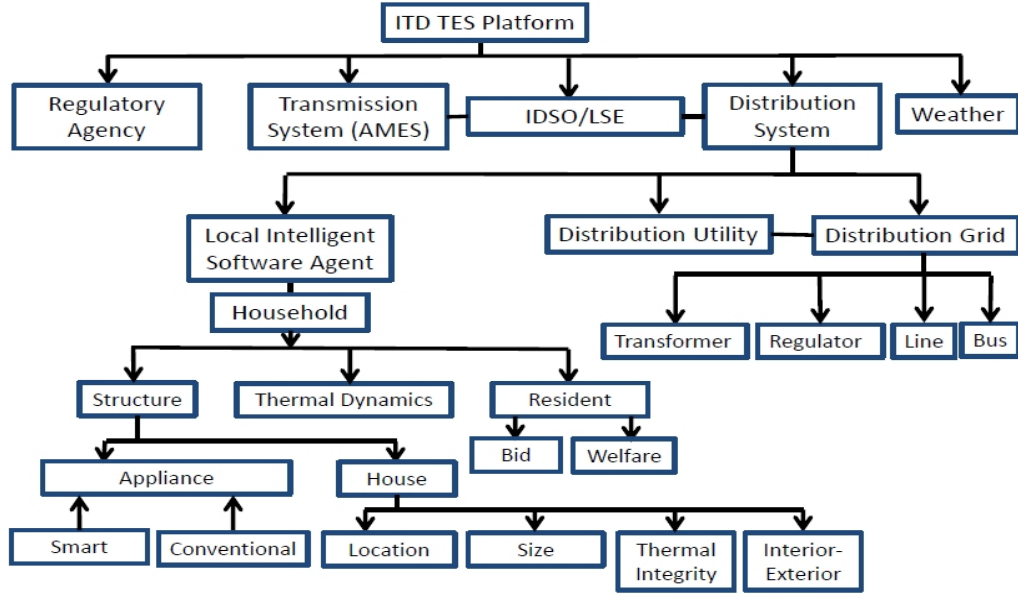 ITD TES Platform
Regulatory
Agency
Transmission
System (AMES)
IDSO/LSE
Distribution
System
Weather
Local Intelligent
Software Agent
Distribution Utility
Distribution Grid
Household
Transformer
Regulator
Line
Bus
Structure
Thermal Dynamics
Resident
Bid
Welfare
Appliance
House
Smart
Conventional
Location
Size
Thermal
Integrity
Interior-
Exterior